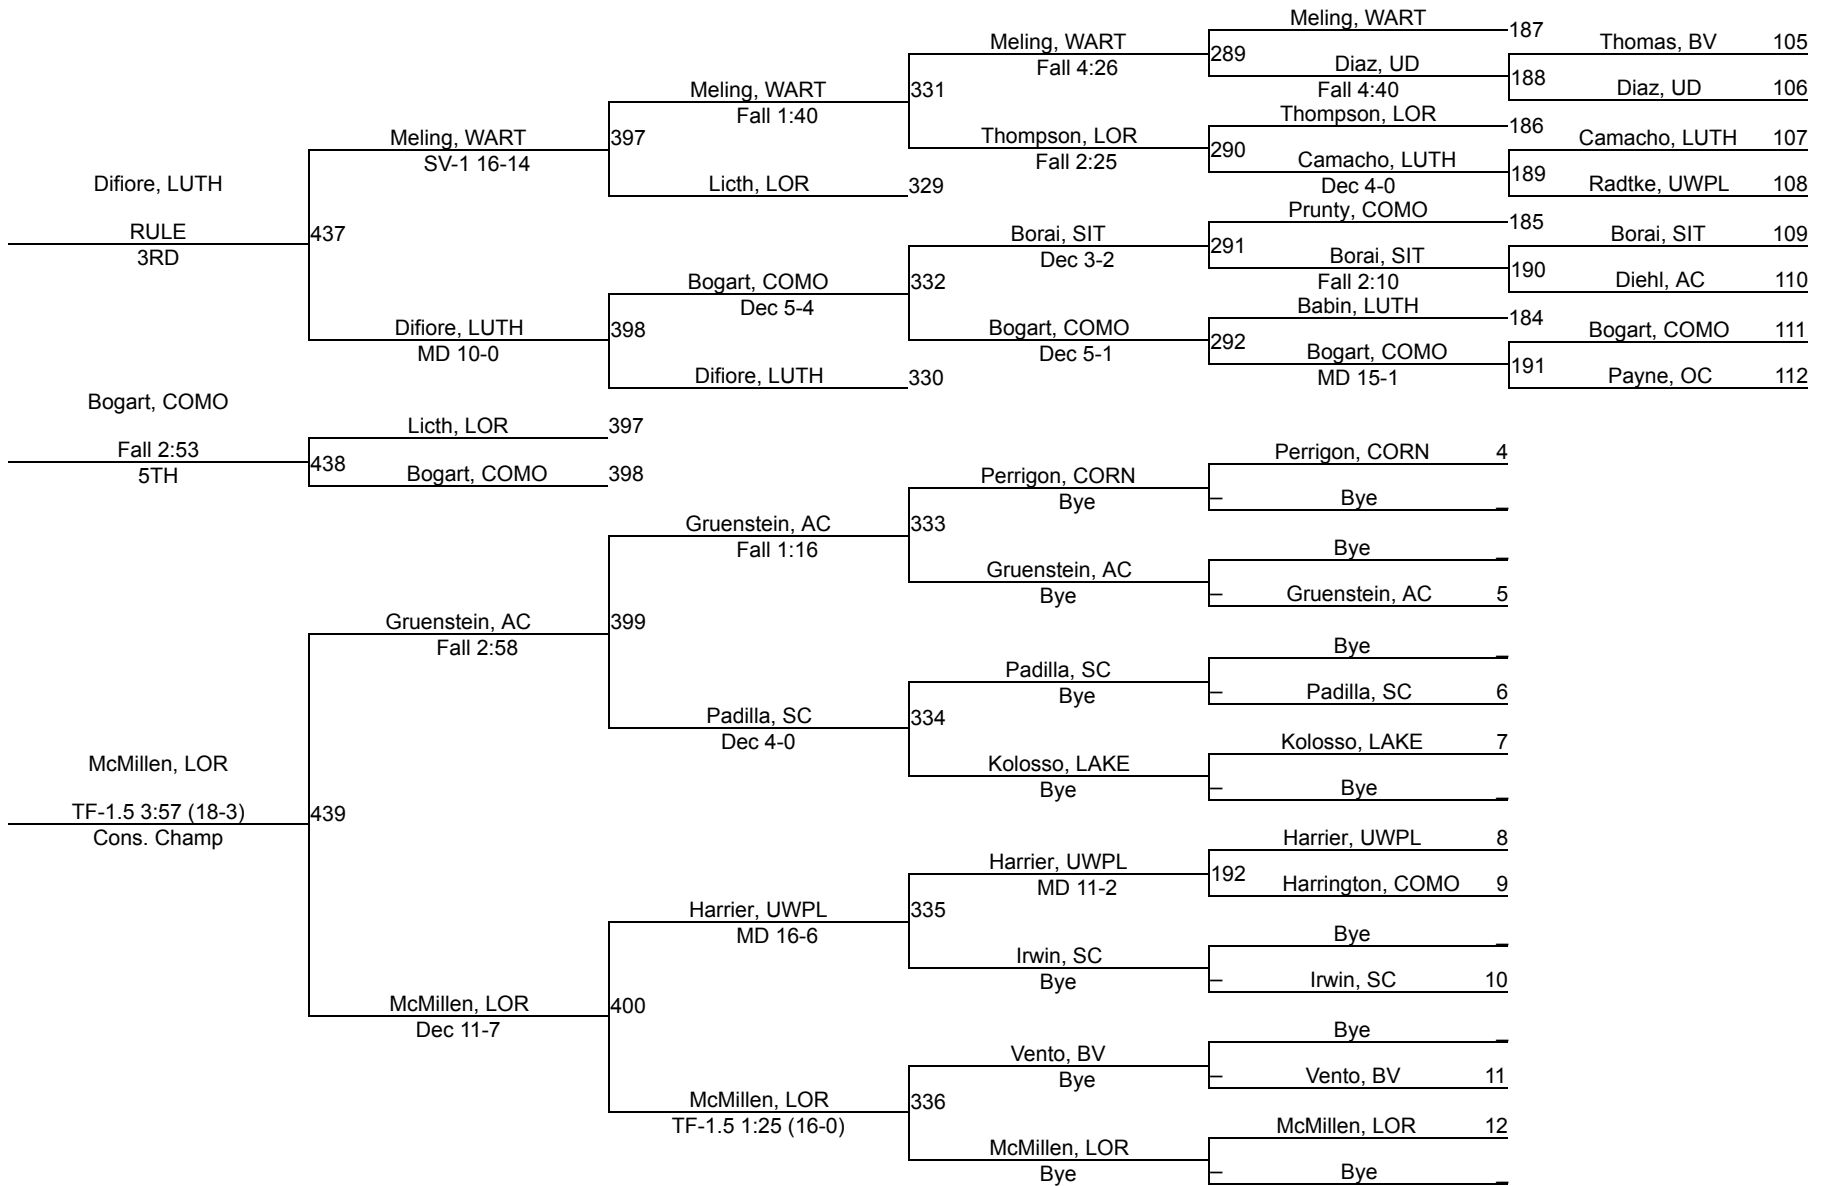 Meling, WART
187
Thomas, BV 105
Meling, WART
289
Fall 4:26
Diaz, UD
188
Fall 4:40
Diaz, UD 106
Meling, WART
331
Fall 1:40
Thompson, LOR
186
Camacho, LUTH 107
Thompson, LOR
290
Fall 2:25
Camacho, LUTH
189
Dec 4-0
Radtke, UWPL 108
Meling, WART
397
SV-1 16-14
Licth, LOR 329
Prunty, COMO
185
Borai, SIT 109
Borai, SIT
291
Dec 3-2
Borai, SIT
190
Fall 2:10
Diehl, AC 110
Difiore, LUTH
RULE
437
3RD
Bogart, COMO
332
Dec 5-4
Babin, LUTH
184
Bogart, COMO 111
Bogart, COMO
292
Dec 5-1
Bogart, COMO
191
MD 15-1
Payne, OC 112
Difiore, LUTH
398
MD 10-0
Difiore, LUTH 330
Bogart, COMO
Fall 2:53
438
5TH
Licth, LOR 397
Bogart, COMO 398
Perrigon, CORN 4
Perrigon, CORN
–
Bye
Bye _
Gruenstein, AC
333
Fall 1:16
Bye _
Gruenstein, AC
–
Bye
Gruenstein, AC 5
Gruenstein, AC
399
Fall 2:58
Bye _
Padilla, SC
–
Bye
Padilla, SC 6
Padilla, SC
334
Dec 4-0
Kolosso, LAKE 7
Kolosso, LAKE
–
Bye
Bye _
McMillen, LOR
TF-1.5 3:57 (18-3)
439
Cons. Champ
Harrier, UWPL 8
Harrier, UWPL
192
MD 11-2
Harrington, COMO 9
Harrier, UWPL
335
MD 16-6
Bye _
Irwin, SC
–
Bye
Irwin, SC 10
McMillen, LOR
400
Dec 11-7
Bye _
Vento, BV
–
Bye
Vento, BV 11
McMillen, LOR
336
TF-1.5 1:25 (16-0)
McMillen, LOR 12
McMillen, LOR
–
Bye
Bye _